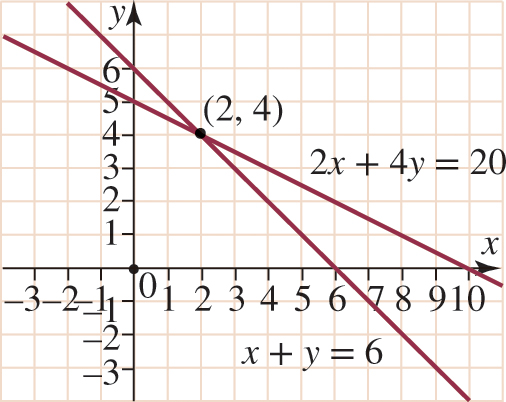 y
6
5
(2, 4)
4
2x + 4y = 20
3
2
1
x
0
–3 –2 –1 1 2 3 4 5 6 7 8 9 10
–1
–2
x + y = 6
–3